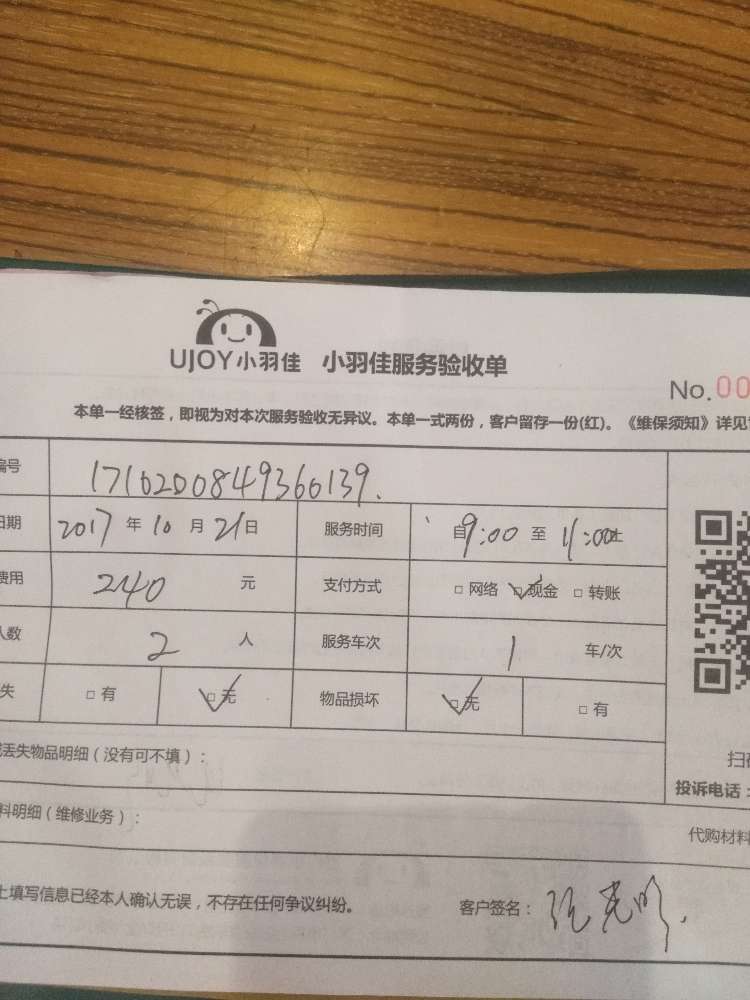 UJOY小羽佳 小羽佳服务验收单
No.00
本单一经核签，即视为对本次服务验收无异议。本单一式两份，客户留存一份(红)。《维保须知》详见
编号 1710200849360139.
日期 2017 年 10 月 21 日 服务时间 自9:00 至 11:00止
费用 240 元 支付方式 □ 网络 □ 现金 □ 转账
人数 2 人 服务车次 1 车/次
失 □ 有 □ 无 物品损坏 □ 无 □ 有
丢失物品明细（没有可不填）：
扫
投诉电话：
料明细（维修业务）：
代购材料
上填写信息已经本人确认无误，不存在任何争议纠纷。 客户签名：